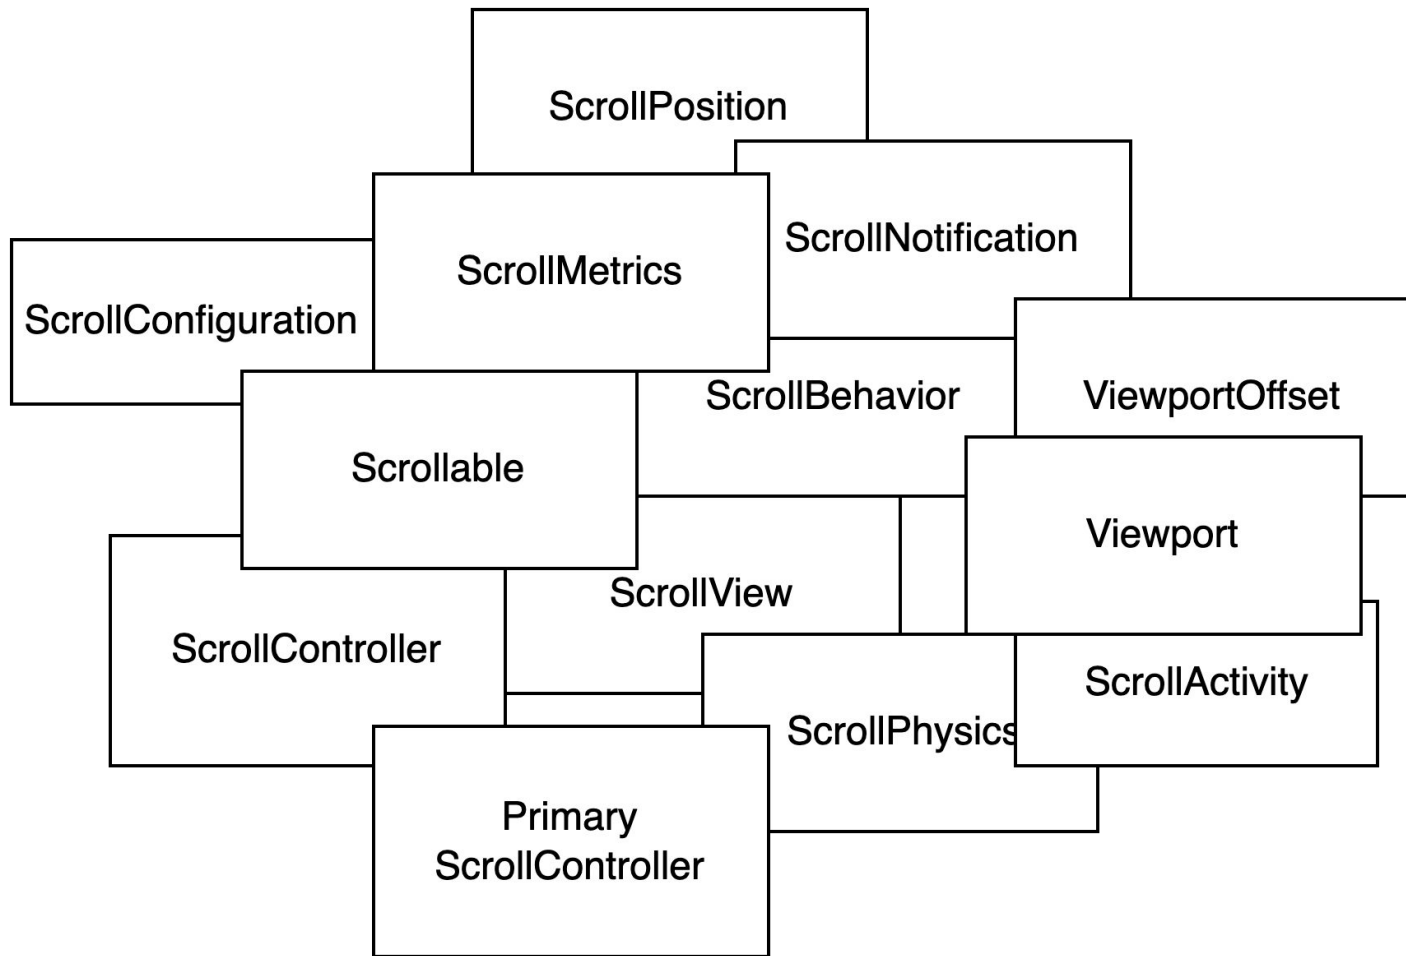 ScrollPosition
ScrollNotification
ScrollMetrics
ScrollConfiguration
ScrollBehavior
ViewportOffset
Scrollable
Viewport
ScrollView
ScrollController
ScrollActivity
ScrollPhysics
Primary
ScrollController